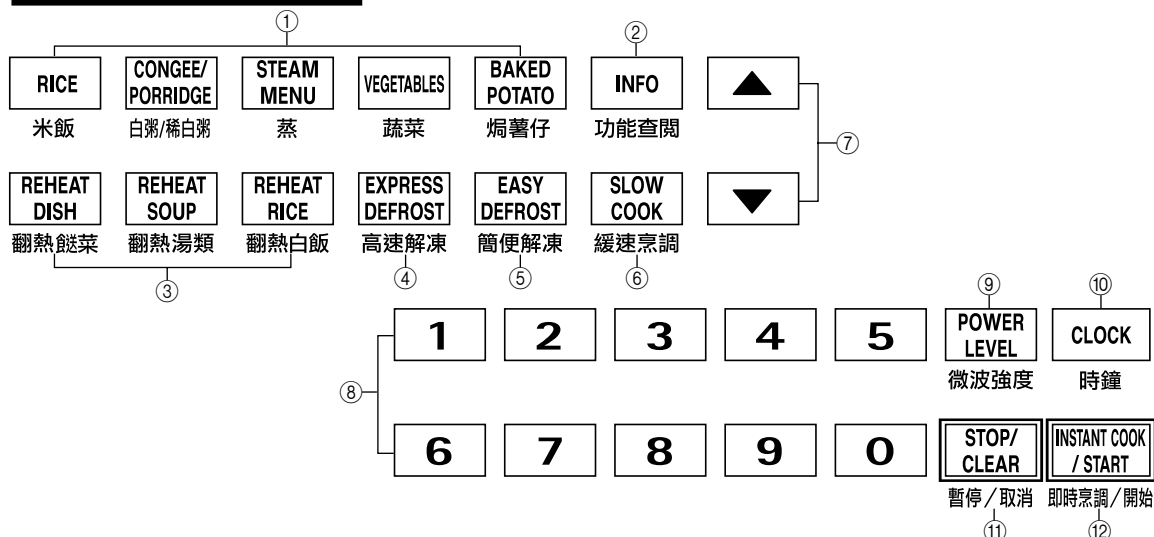 ①
②
RICE
CONGEE/
PORRIDGE
STEAM
MENU
VEGETABLES
BAKED
POTATO
INFO
▲
米飯
白粥/稀白粥
蒸
蔬菜
焗薯仔
功能查閲
⑦
REHEAT
DISH
REHEAT
SOUP
REHEAT
RICE
EXPRESS
DEFROST
EASY
DEFROST
SLOW
COOK
▼
翻熱餸菜
翻熱湯類
翻熱白飯
高速解凍
簡便解凍
緩速烹調
③
④
⑤
⑥
⑨
⑩
1
2
3
4
5
POWER
LEVEL
CLOCK
微波強度
時鐘
⑧
6
7
8
9
0
STOP/
CLEAR
INSTANT COOK
/ START
暫停/取消
即時烹調/開始
⑪
⑫